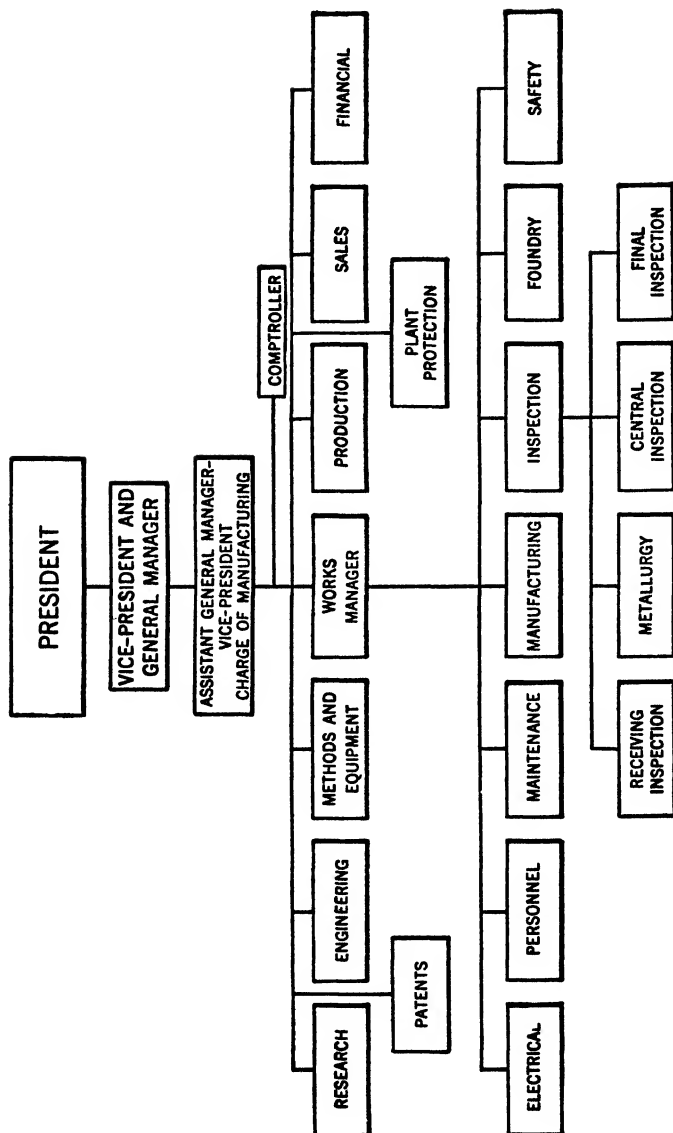 PRESIDENT
VICE-PRESIDENT AND
GENERAL MANAGER
ASSISTANT GENERAL MANAGER-
VICE-PRESIDENT
CHARGE OF MANUFACTURING
COMPTROLLER
RESEARCH
ENGINEERING
METHODS AND
EQUIPMENT
WORKS
MANAGER
PRODUCTION
SALES
FINANCIAL
PATENTS
PLANT
PROTECTION
ELECTRICAL
PERSONNEL
MAINTENANCE
MANUFACTURING
INSPECTION
FOUNDRY
SAFETY
RECEIVING
INSPECTION
METALLURGY
CENTRAL
INSPECTION
FINAL
INSPECTION